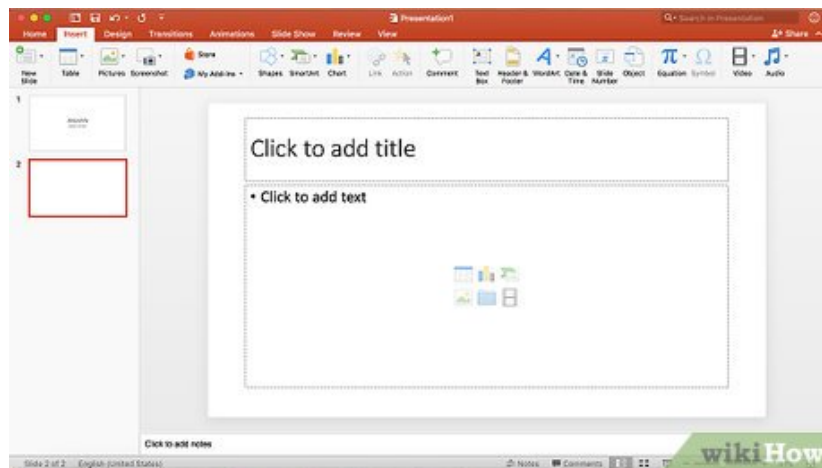 Presentation1
Search in Presentation
Home Insert Design Transitions Animations Slide Show Review View
Share
New Slide
Table
Pictures
Screenshot
Store
My Add-ins
Shapes
SmartArt
Chart
Link
Action
Comment
Text Box
Header & Footer
WordArt
Date & Time
Slide Number
Object
Equation
Symbol
Video
Audio
1
2
Click to add title
• Click to add text
Click to add notes
Slide 2 of 2 English (United States)
Notes Comments
wikiHow